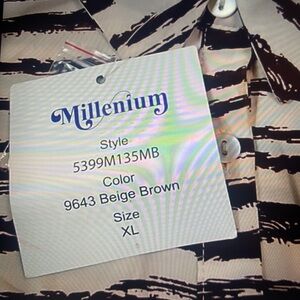 Millenium
Style
5399M135MB
Color
9643 Beige Brown
Size
XL